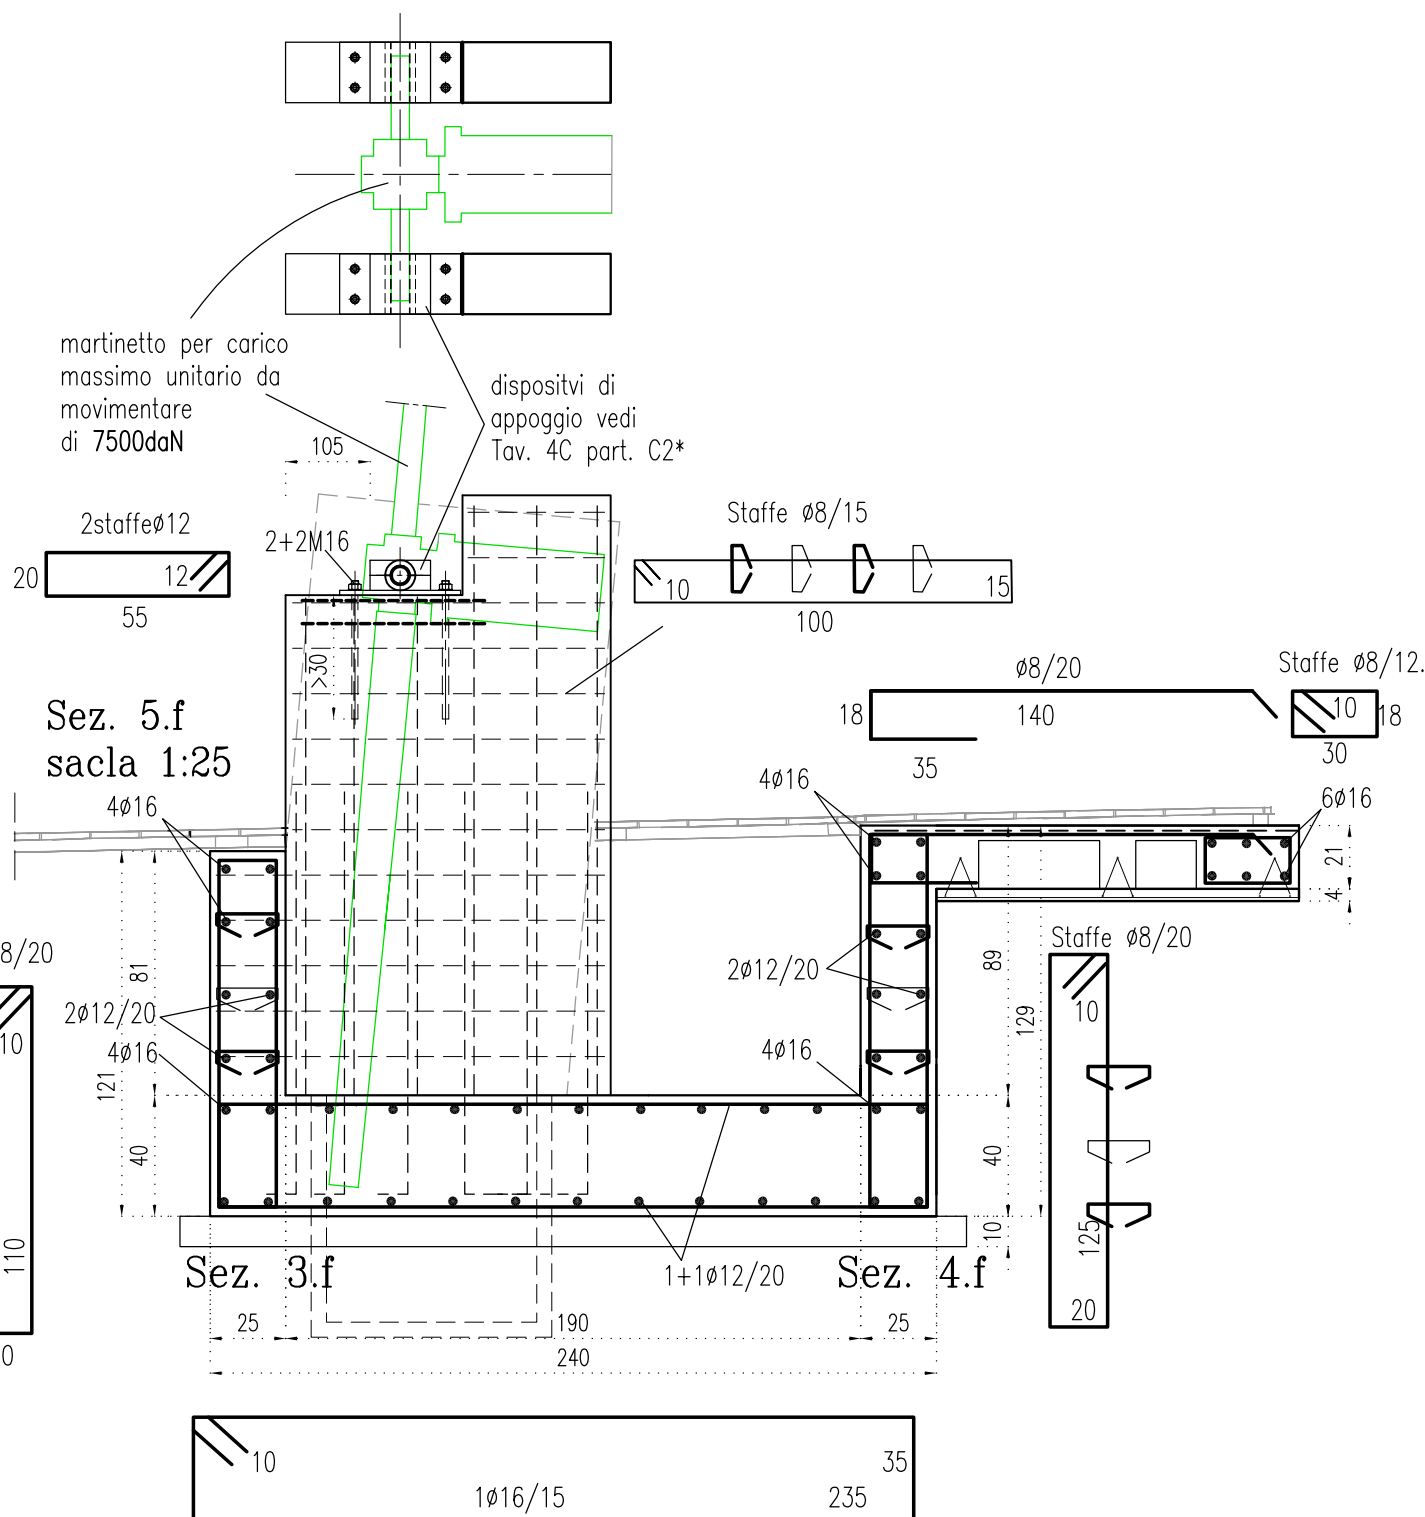 martinetto per carico
massimo unitario da
movimentare
di 7500daN
dispositvi di
appoggio vedi
Tav. 4C part. C2*
105
2staffeø12
20
12
55
2+2M16
>30
Staffe ø8/15
10
15
100
Sez. 5.f
sacla 1:25
ø8/20
18
140
35
Staffe ø8/12.
10
18
30
4ø16
4ø16
6ø16
21
4
8/20
10
110
0
81
2ø12/20
4ø16
121
40
2ø12/20
4ø16
89
129
40
10
Staffe ø8/20
10
125
20
Sez. 3.f
1+1ø12/20
Sez. 4.f
25
190
25
240
10
35
1ø16/15
235